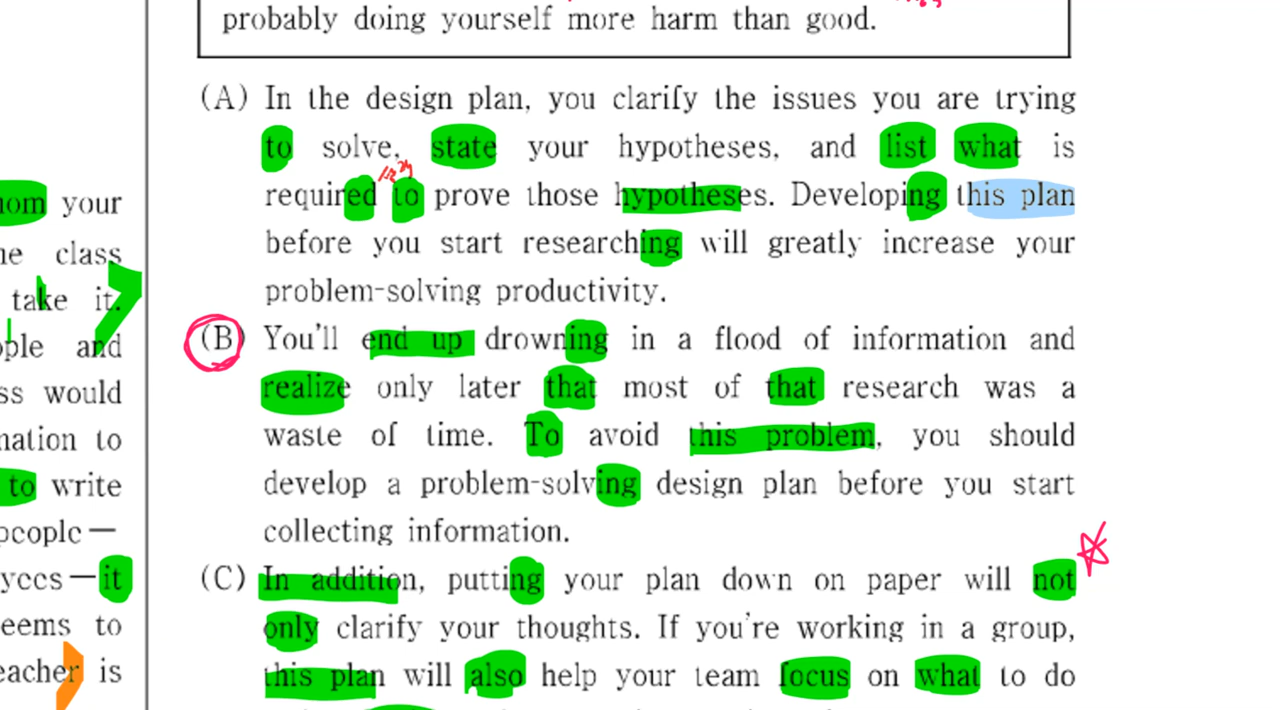 probably doing yourself more harm than good.
(A) In the design plan, you clarify the issues you are trying
to solve, state your hypotheses, and list what is
required to prove those hypotheses. Developing this plan
before you start researching will greatly increase your
problem-solving productivity.
(B) You'll end up drowning in a flood of information and
realize only later that most of that research was a
waste of time. To avoid this problem, you should
develop a problem-solving design plan before you start
collecting information.
(C) In addition, putting your plan down on paper will not
only clarify your thoughts. If you're working in a group,
this plan will also help your team focus on what to do
your
class
take it.
and
would
to
to write
people—
—it
to
is